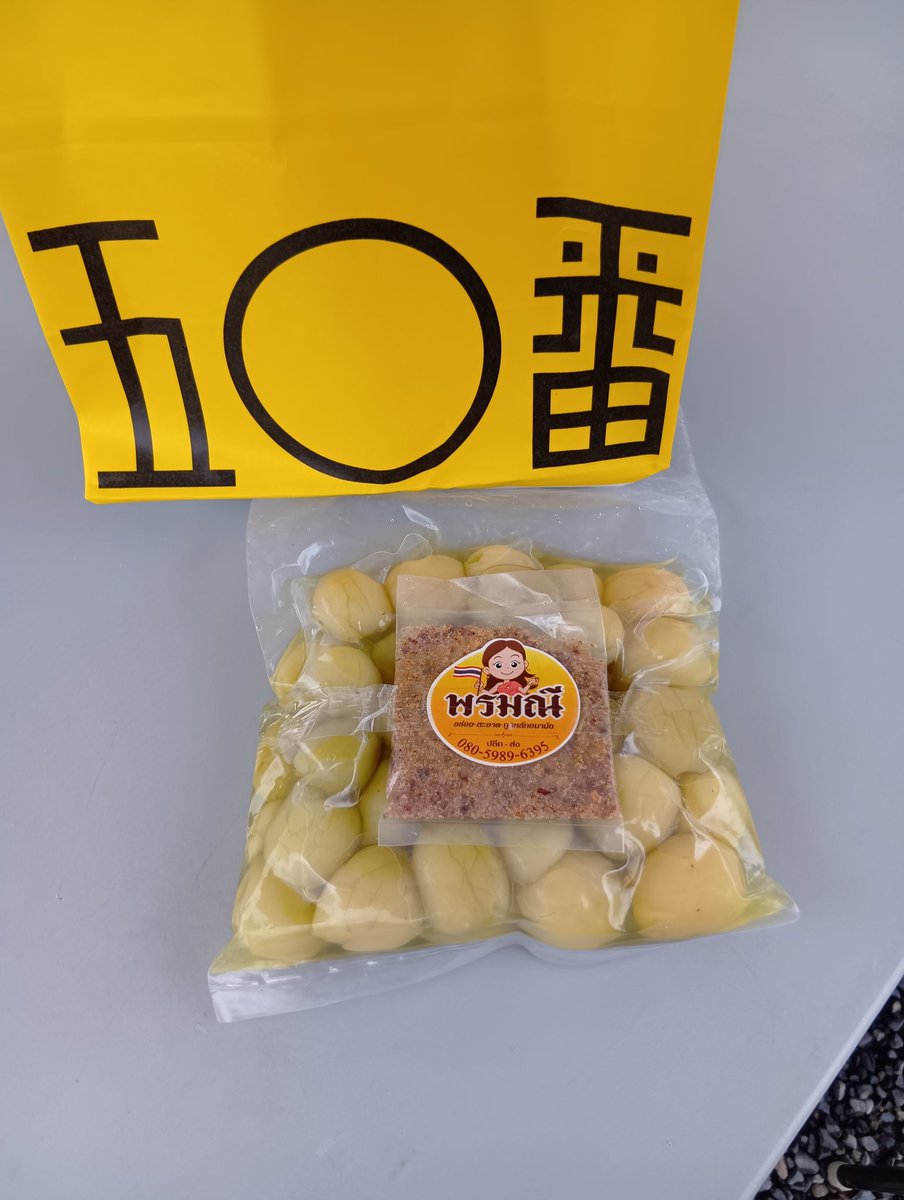 五〇番
พรมณี
อร่อย-สะอาด-ถูกหลักอนามัย
ปลีก - ส่ง
080-5989-6395